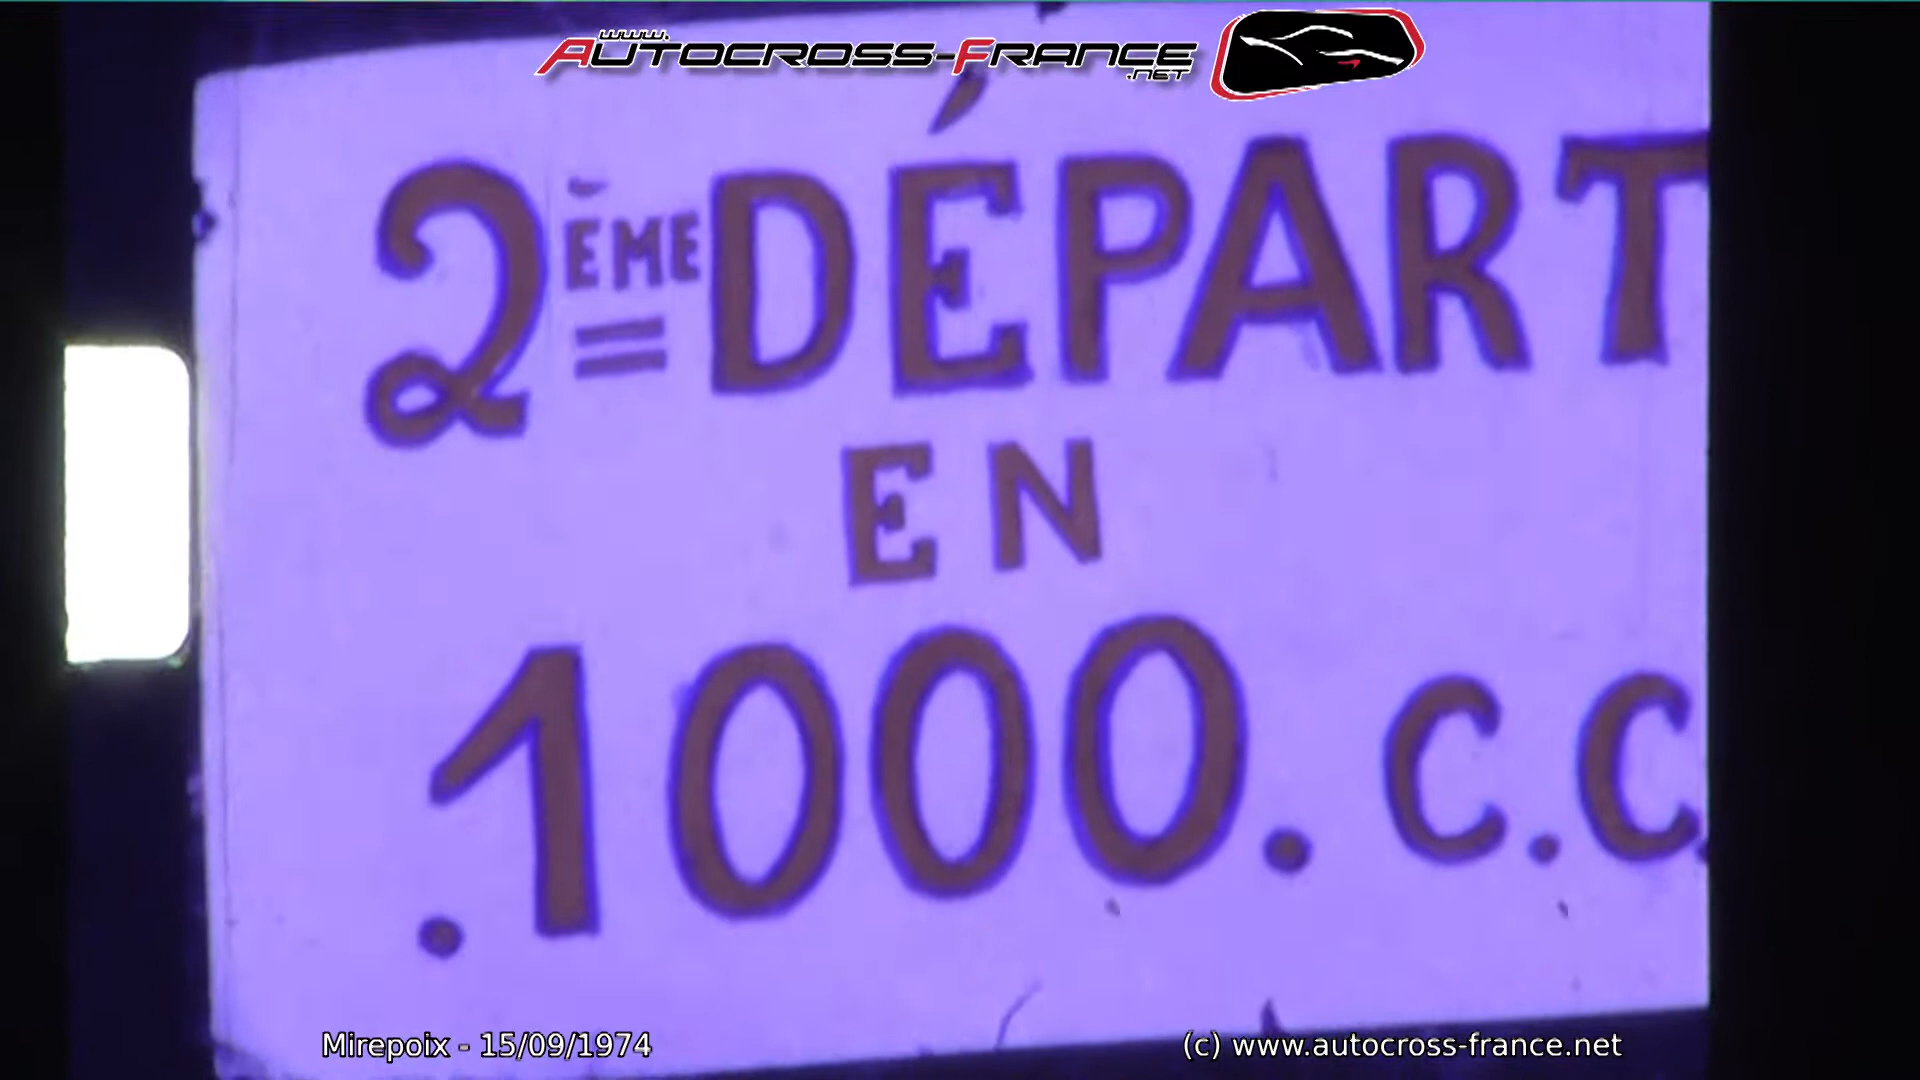 www.
AUTOCROSS-FRANCE
.NET
2ÈME DÉPART
EN
.1000. C.C.
Mirepoix - 15/09/1974
(c) www.autocross-france.net